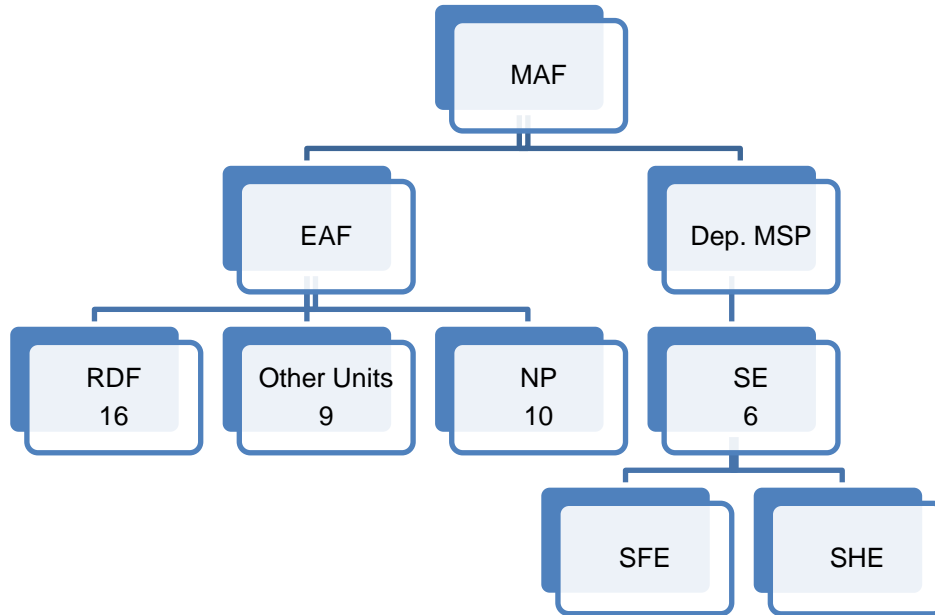 MAF
EAF
Dep. MSP
RDF
16
Other Units
9
NP
10
SE
6
SFE
SHE